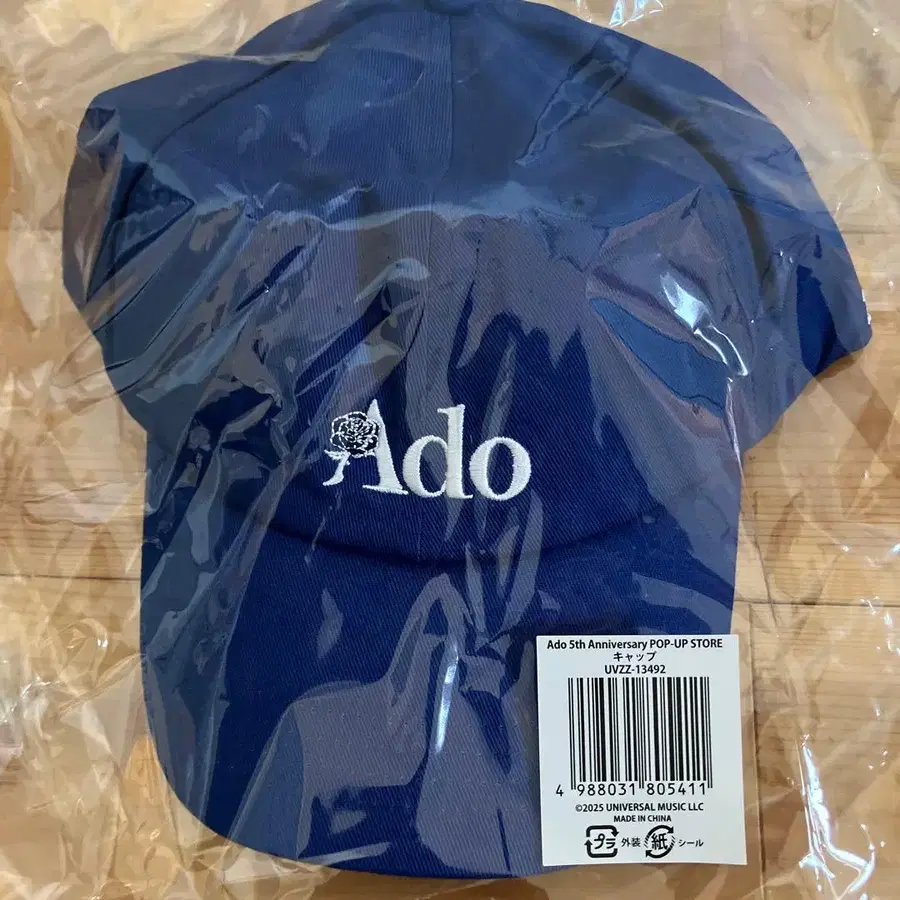 Ado
Ado 5th Anniversary POP-UP STORE
キャップ
UVZZ-13492
4 988031 805411
©2025 UNIVERSAL MUSIC LLC
MADE IN CHINA
プラ 外装 紙 シール